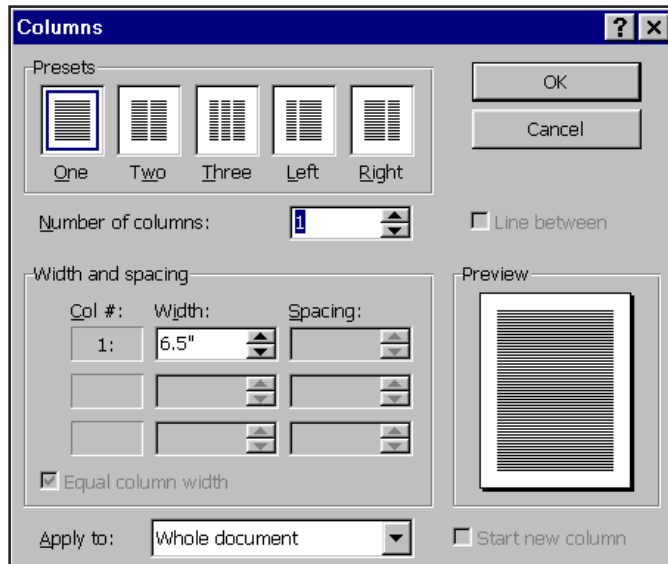 Columns
Presets
One Two Three Left Right
OK
Cancel
Number of columns: 1
Line between
Width and spacing
Col #: Width: Spacing:
1: 6.5"
Equal column width
Preview
Apply to: Whole document
Start new column